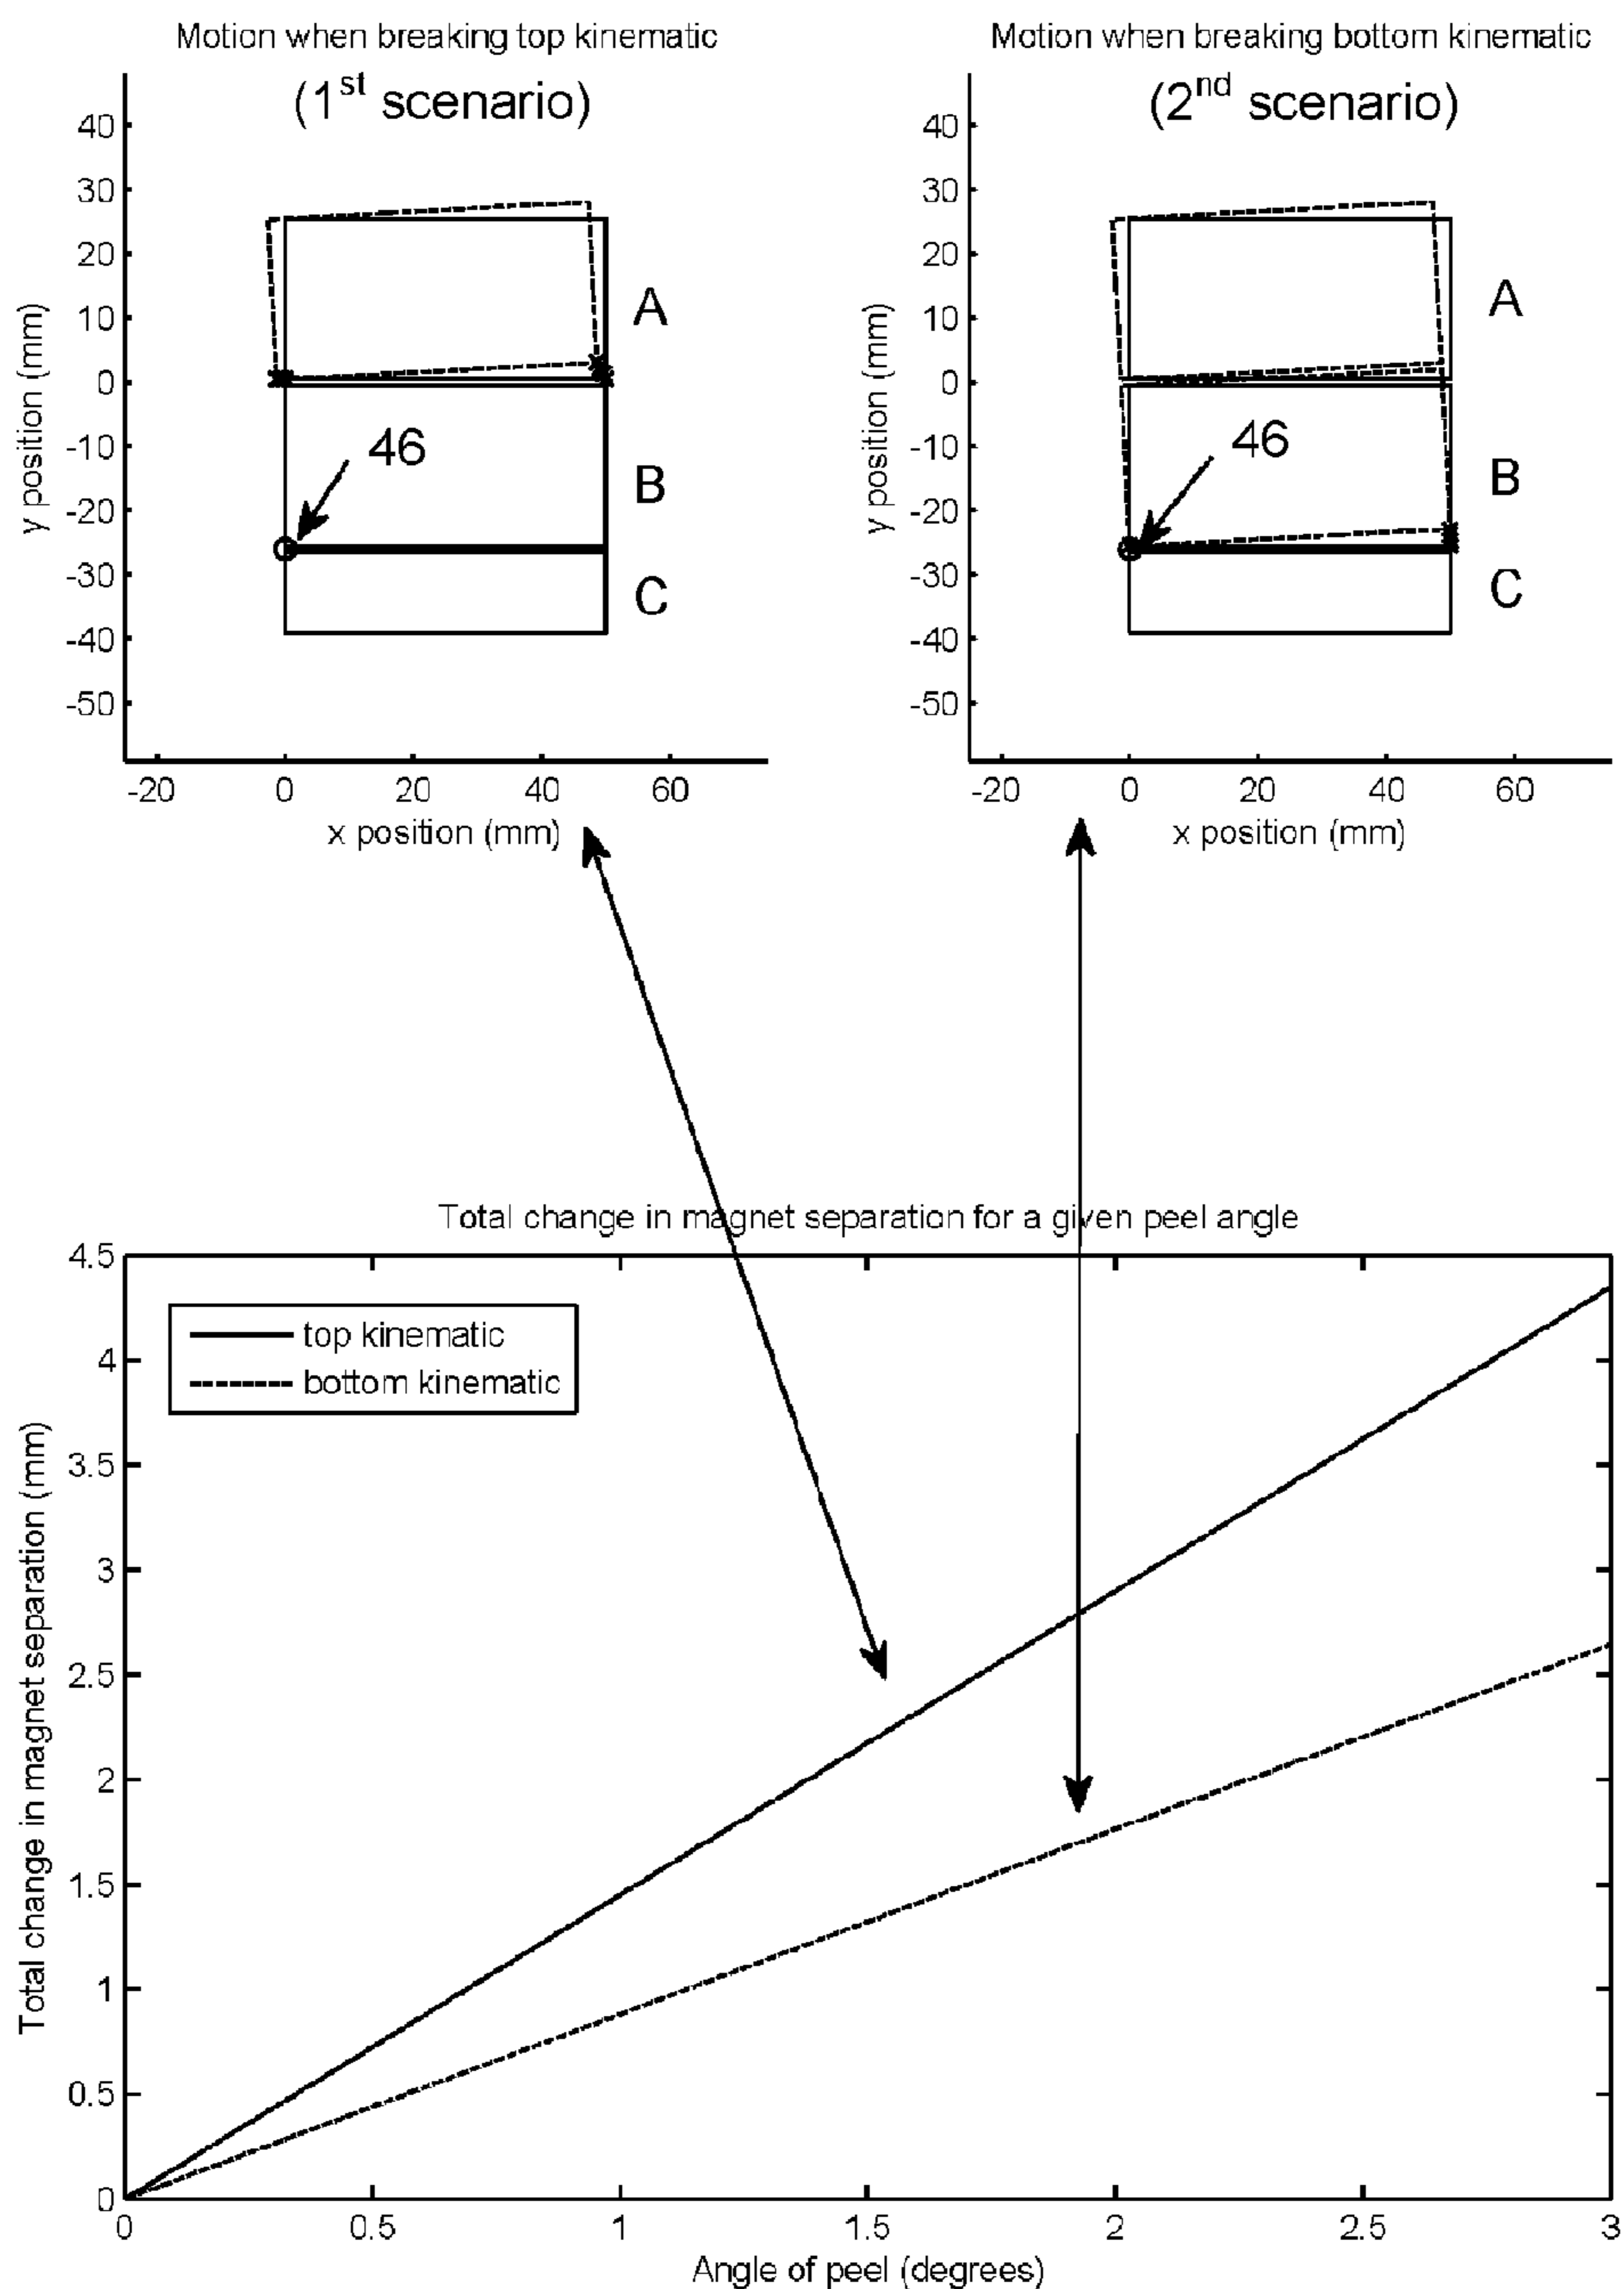 Motion when breaking top kinematic
(1st scenario)
40
30
20
10
0
-10
-20
-30
-40
-50
y position (mm)
A
46
B
C
-20 0 20 40 60
x position (mm)
Motion when breaking bottom kinematic
(2nd scenario)
40
30
20
10
0
-10
-20
-30
-40
-50
y position (mm)
A
46
B
C
-20 0 20 40 60
x position (mm)
Total change in magnet separation for a given peel angle
4.5
4
3.5
3
2.5
2
1.5
1
0.5
0
Total change in magnet separation (mm)
top kinematic
bottom kinematic
0 0.5 1 1.5 2 2.5 3
Angle of peel (degrees)